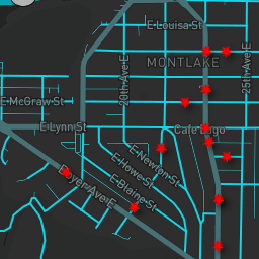 E Louisa St
MONTLAKE
20th Ave E
25th Ave E
E McGraw St
E Lynn St
Cafe Lago
E Newton St
E Howe St
E Blaine St
Boyer Ave E